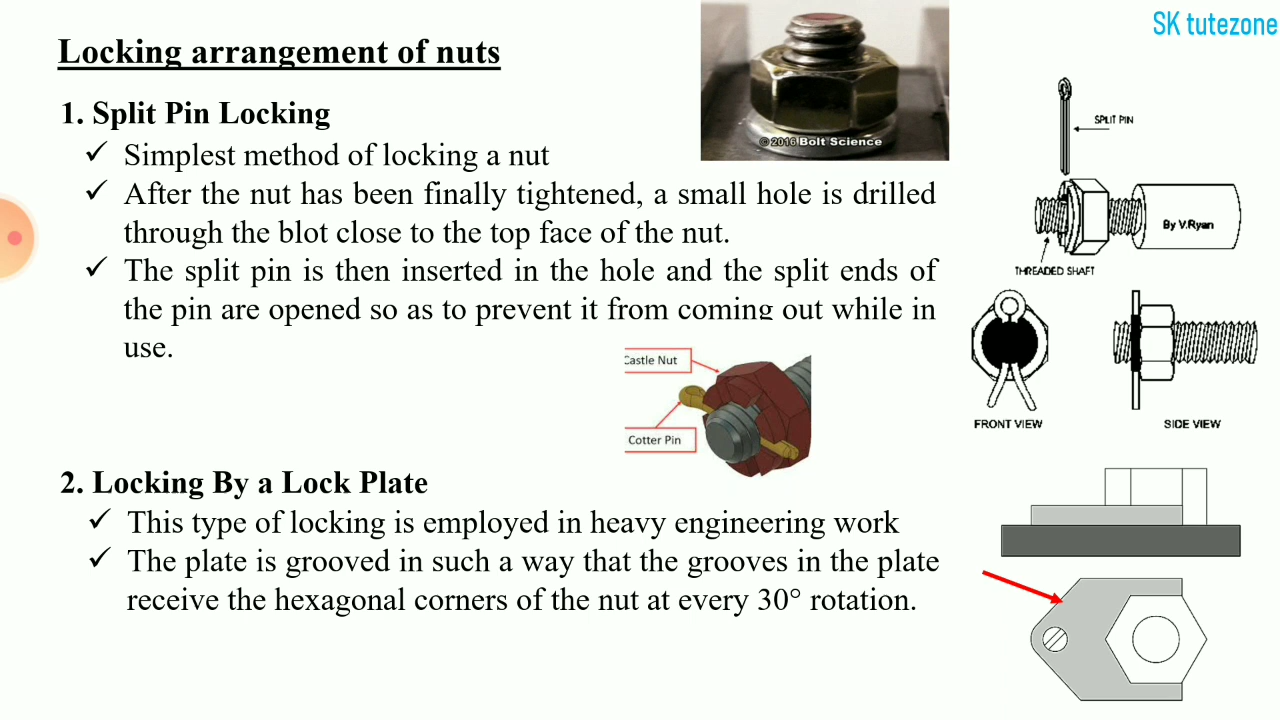 SK tutezone
Locking arrangement of nuts
1. Split Pin Locking
✓ Simplest method of locking a nut
✓ After the nut has been finally tightened, a small hole is drilled
through the blot close to the top face of the nut.
✓ The split pin is then inserted in the hole and the split ends of
the pin are opened so as to prevent it from coming out while in
use.
© 2016 Bolt Science
SPLIT PIN
By V.Ryan
THREADED SHAFT
FRONT VIEW
SIDE VIEW
Castle Nut
Cotter Pin
2. Locking By a Lock Plate
✓ This type of locking is employed in heavy engineering work
✓ The plate is grooved in such a way that the grooves in the plate
receive the hexagonal corners of the nut at every 30° rotation.